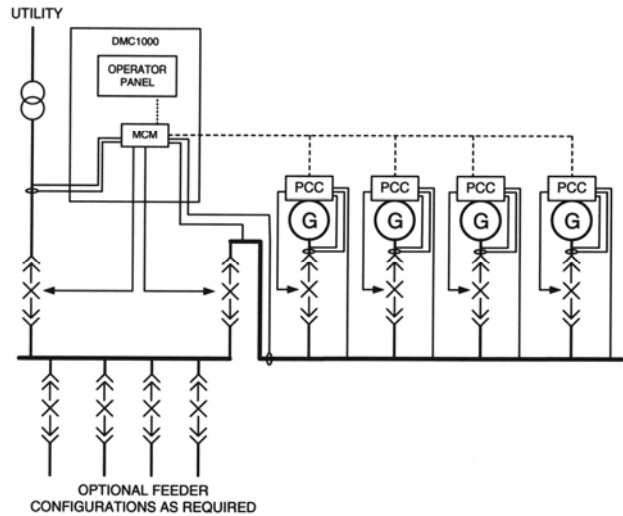 UTILITY
DMC1000
OPERATOR
PANEL
MCM
PCC
PCC
PCC
PCC
G
G
G
G
OPTIONAL FEEDER
CONFIGURATIONS AS REQUIRED